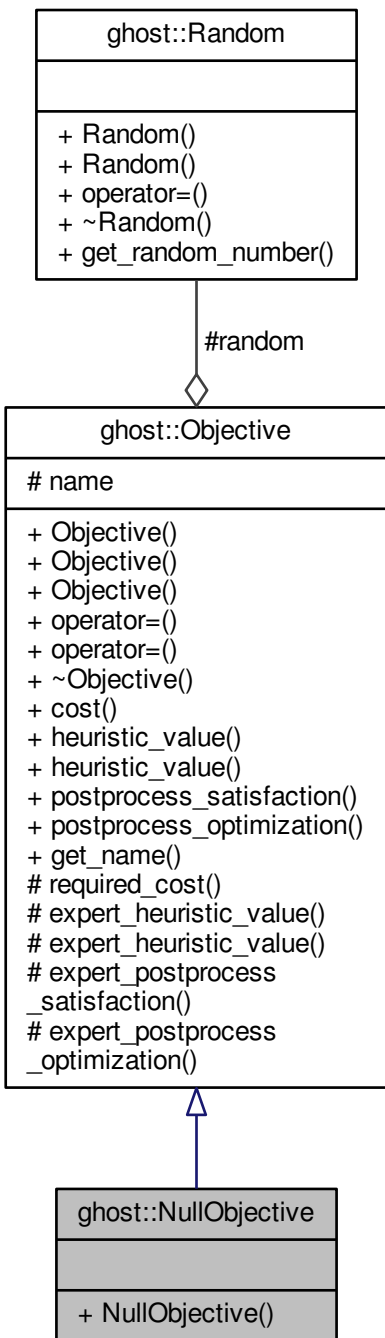 ghost::Random
+ Random()
+ Random()
+ operator=()
+ ~Random()
+ get_random_number()
#random
ghost::Objective
# name
+ Objective()
+ Objective()
+ Objective()
+ operator=()
+ operator=()
+ ~Objective()
+ cost()
+ heuristic_value()
+ heuristic_value()
+ postprocess_satisfaction()
+ postprocess_optimization()
+ get_name()
# required_cost()
# expert_heuristic_value()
# expert_heuristic_value()
# expert_postprocess
_satisfaction()
# expert_postprocess
_optimization()
ghost::NullObjective
+ NullObjective()